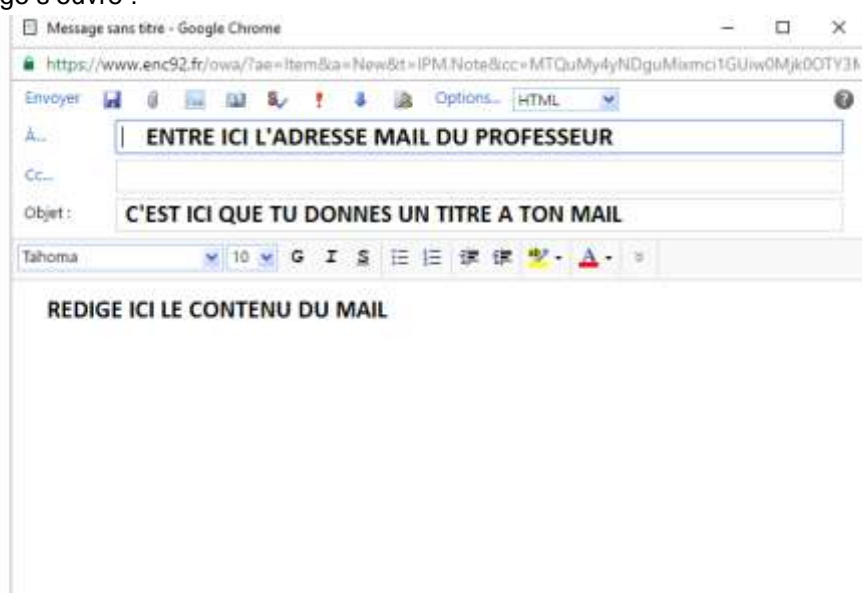 ge s'ouvre :
Message sans titre - Google Chrome
https://www.enc92.fr/owa/?ae=Item&a=New&t=IPM.Note&cc=
Envoyer Options... HTML
À...
ENTRE ICI L'ADRESSE MAIL DU PROFESSEUR
Cc...
Objet : C'EST ICI QUE TU DONNES UN TITRE A TON MAIL
Tahoma 10 G I S A
REDIGE ICI LE CONTENU DU MAIL